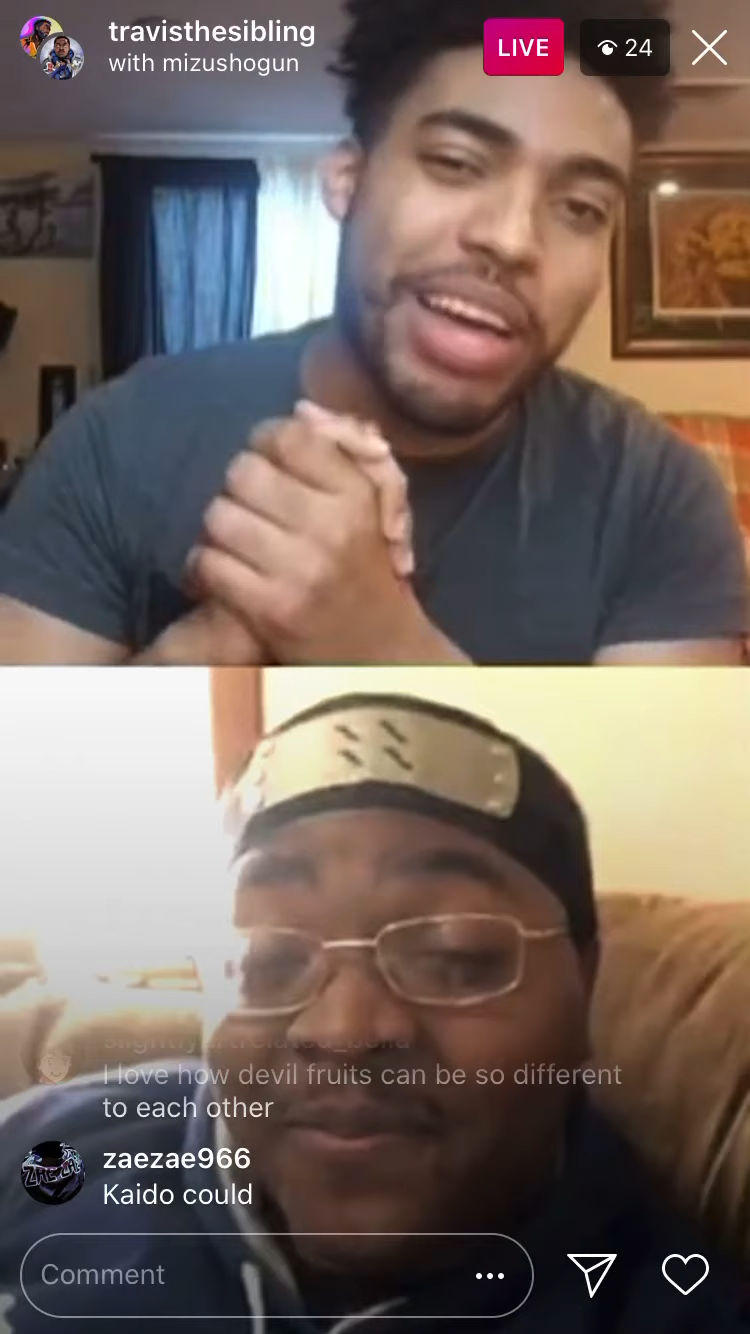 travisthesibling
with mizushogun
LIVE
24
I love how devil fruits can be so different
to each other
zaezae966
Kaido could
Comment